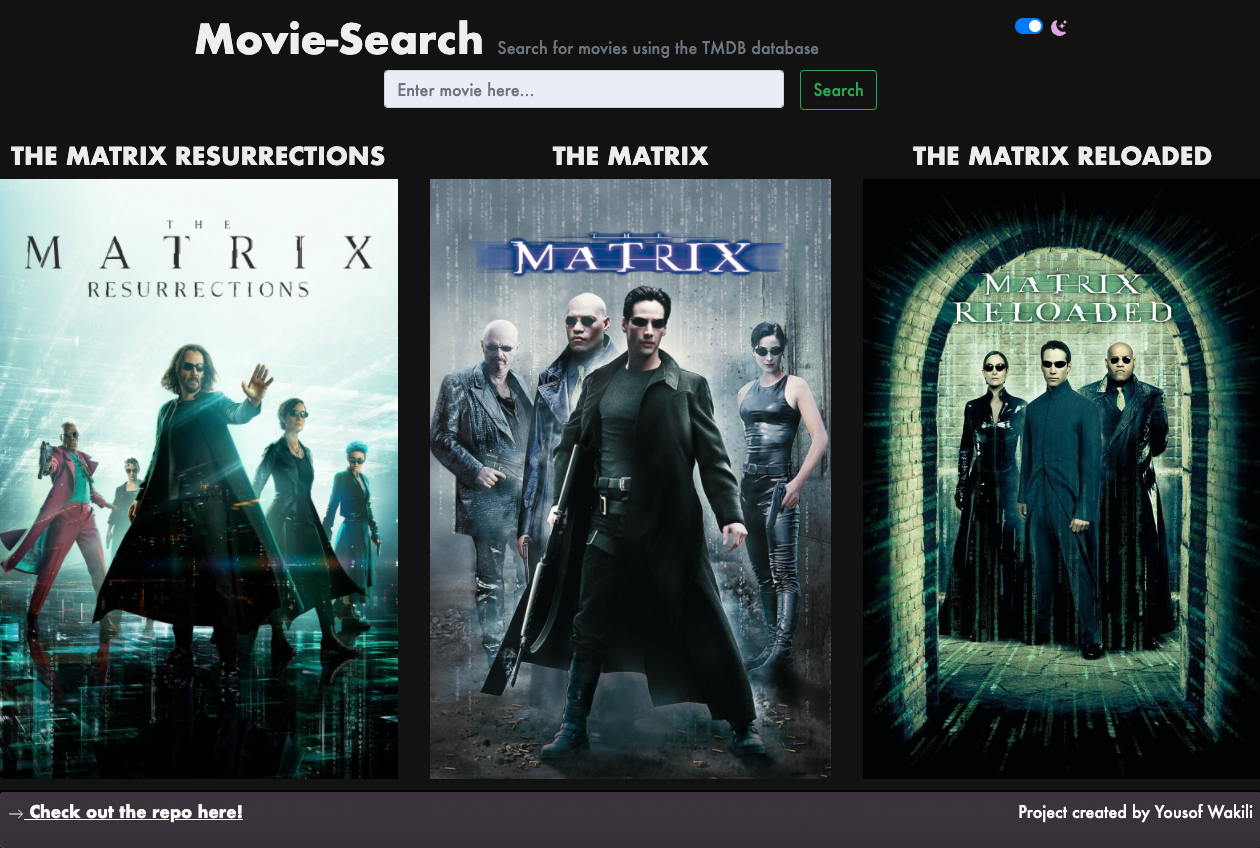 Movie-Search Search for movies using the TMDB database
Enter movie here...
Search
THE MATRIX RESURRECTIONS
THE MATRIX
THE MATRIX RELOADED
THE
MATRIX
RESURRECTIONS
THE
MATRIX
THE
MATRIX
RELOADED
→ Check out the repo here!
Project created by Yousof Wakili